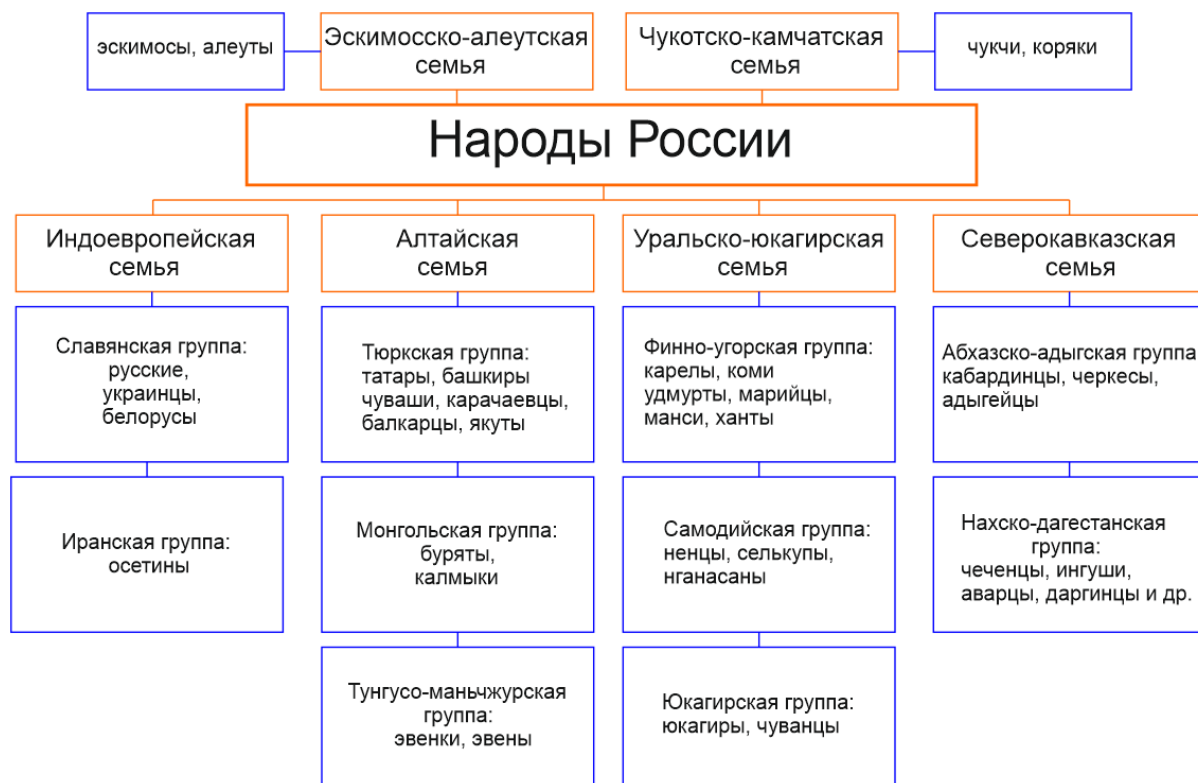 эскимосы, алеуты
Эскимосско-алеутская
семья
Чукотско-камчатская
семья
чукчи, коряки
Народы России
Индоевропейская
семья
Алтайская
семья
Уральско-юкагирская
семья
Северокавказская
семья
Славянская группа:
русские,
украинцы,
белорусы
Тюркская группа:
татары, башкиры
чуваши, карачаевцы,
балкарцы, якуты
Финно-угорская группа:
карелы, коми
удмурты, марийцы,
манси, ханты
Абхазско-адыгская группа
кабардинцы, черкесы,
адыгейцы
Иранская группа:
осетины
Монгольская группа:
буряты,
калмыки
Самодийская группа:
ненцы, селькупы,
нганасаны
Нахско-дагестанская
группа:
чеченцы, ингуши,
аварцы, даргинцы и др.
Тунгусо-маньчжурская
группа:
эвенки, эвены
Юкагирская группа:
юкагиры, чуванцы